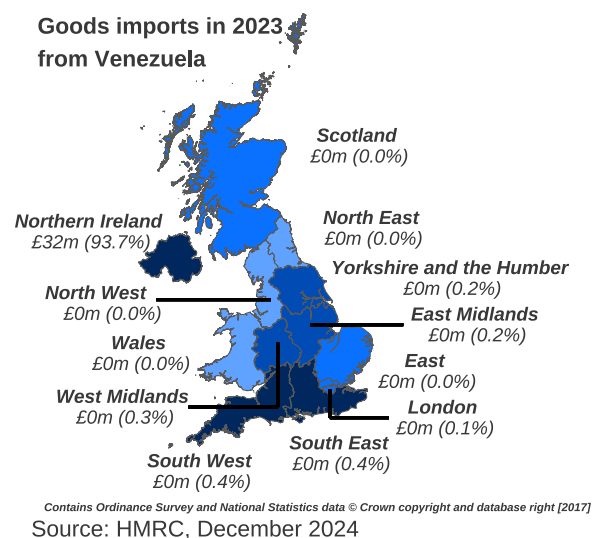 Goods imports in 2023
from Venezuela
Scotland
£0m (0.0%)
Northern Ireland
£32m (93.7%)
North East
£0m (0.0%)
Yorkshire and the Humber
£0m (0.2%)
North West
£0m (0.0%)
East Midlands
£0m (0.2%)
Wales
£0m (0.0%)
East
£0m (0.0%)
West Midlands
£0m (0.3%)
London
£0m (0.1%)
South East
£0m (0.4%)
South West
£0m (0.4%)
Contains Ordinance Survey and National Statistics data © Crown copyright and database right [2017]
Source: HMRC, December 2024